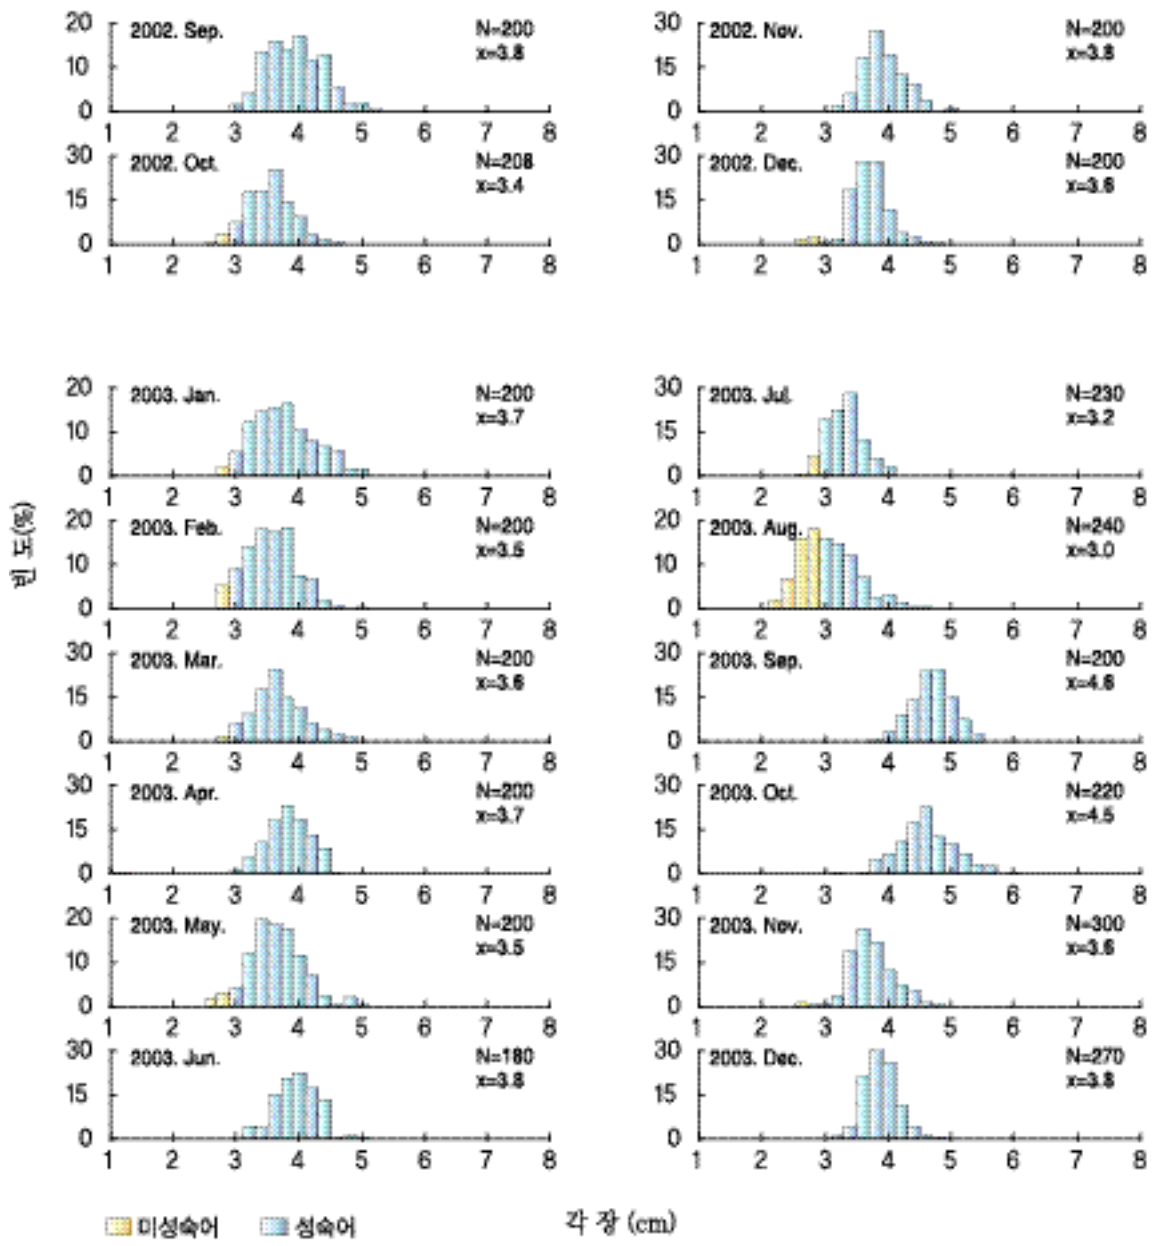 20 10 0 2002. Sep. N=200 x=3.8
1 2 3 4 5 6 7 8
30 15 0 2002. Nov. N=200 x=3.8
1 2 3 4 5 6 7 8
30 15 0 2002. Oct. N=208 x=3.4
1 2 3 4 5 6 7 8
30 15 0 2002. Dec. N=200 x=3.6
1 2 3 4 5 6 7 8
20 10 0 2003. Jan. N=200 x=3.7
1 2 3 4 5 6 7 8
30 15 0 2003. Jul. N=230 x=3.2
1 2 3 4 5 6 7 8
20 10 0 2003. Feb. N=200 x=3.5
1 2 3 4 5 6 7 8
20 10 0 2003. Aug. N=240 x=3.0
1 2 3 4 5 6 7 8
30 15 0 2003. Mar. N=200 x=3.6
1 2 3 4 5 6 7 8
30 15 0 2003. Sep. N=200 x=4.6
1 2 3 4 5 6 7 8
30 15 0 2003. Apr. N=200 x=3.7
1 2 3 4 5 6 7 8
30 15 0 2003. Oct. N=220 x=4.5
1 2 3 4 5 6 7 8
20 10 0 2003. May. N=200 x=3.5
1 2 3 4 5 6 7 8
30 15 0 2003. Nov. N=300 x=3.6
1 2 3 4 5 6 7 8
30 15 0 2003. Jun. N=180 x=3.8
1 2 3 4 5 6 7 8
30 15 0 2003. Dec. N=270 x=3.8
1 2 3 4 5 6 7 8
빈 도(%)
각 장 (cm)
미성숙어 성숙어